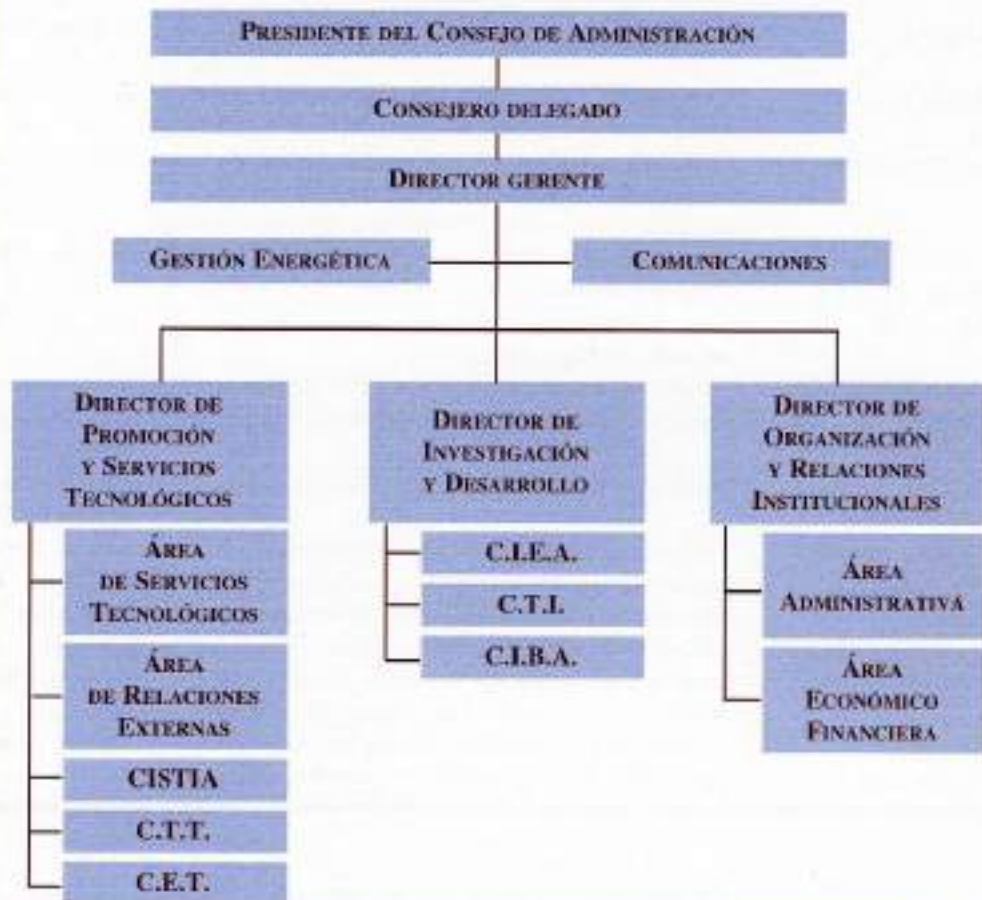 PRESIDENTE DEL CONSEJO DE ADMINISTRACIÓN
CONSEJERO DELEGADO
DIRECTOR GERENTE
GESTIÓN ENERGÉTICA
COMUNICACIONES
DIRECTOR DE
PROMOCIÓN
Y SERVICIOS
TECNOLÓGICOS
ÁREA
DE SERVICIOS
TECNOLÓGICOS
ÁREA
DE RELACIONES
EXTERNAS
CISTIA
C.T.T.
C.E.T.
DIRECTOR DE
INVESTIGACIÓN
Y DESARROLLO
C.I.E.A.
C.T.I.
C.I.B.A.
DIRECTOR DE
ORGANIZACIÓN
Y RELACIONES
INSTITUCIONALES
ÁREA
ADMINISTRATIVA
ÁREA
ECONÓMICO
FINANCIERA